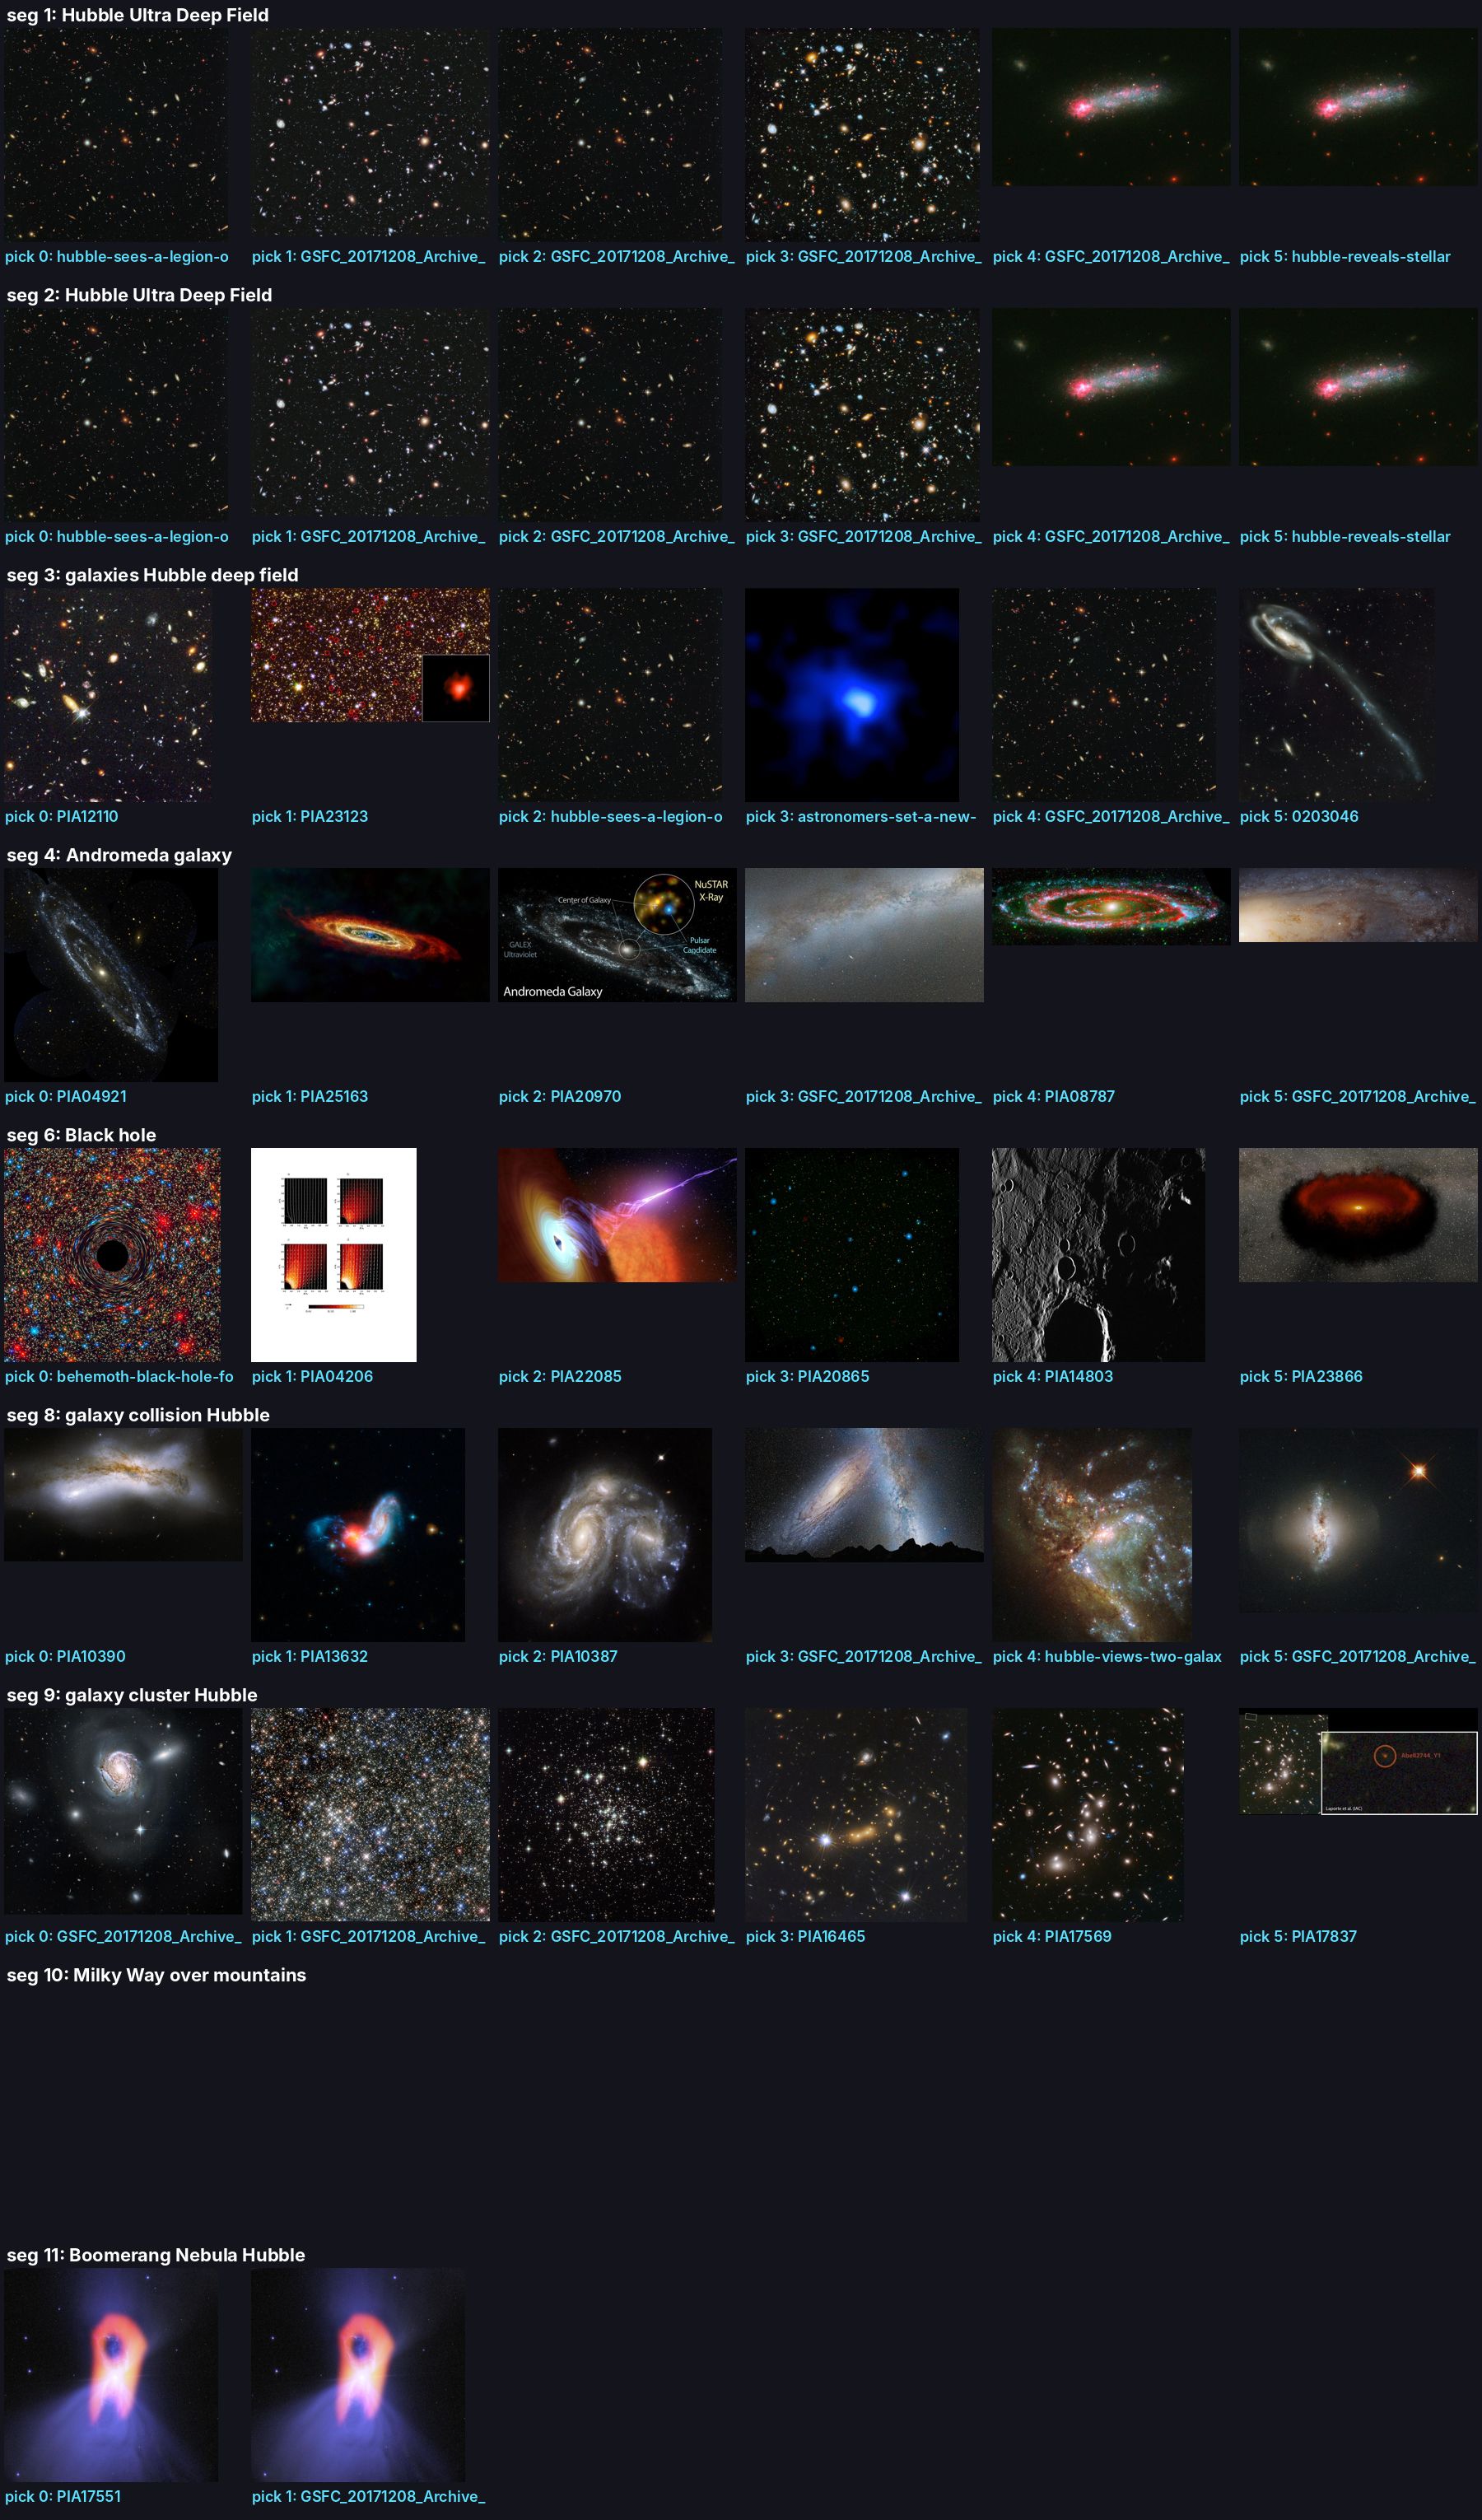 seg 1: Hubble Ultra Deep Field
pick 0: hubble-sees-a-legion-o
pick 1: GSFC_20171208_Archive_
pick 2: GSFC_20171208_Archive_
pick 3: GSFC_20171208_Archive_
pick 4: GSFC_20171208_Archive_
pick 5: hubble-reveals-stellar
seg 2: Hubble Ultra Deep Field
pick 0: hubble-sees-a-legion-o
pick 1: GSFC_20171208_Archive_
pick 2: GSFC_20171208_Archive_
pick 3: GSFC_20171208_Archive_
pick 4: GSFC_20171208_Archive_
pick 5: hubble-reveals-stellar
seg 3: galaxies Hubble deep field
pick 0: PIA12110
pick 1: PIA23123
pick 2: hubble-sees-a-legion-o
pick 3: astronomers-set-a-new-
pick 4: GSFC_20171208_Archive_
pick 5: 0203046
seg 4: Andromeda galaxy
NuSTAR
X-Ray
Center of Galaxy
Pulsar
Candidate
GALEX
Ultraviolet
Andromeda Galaxy
pick 0: PIA04921
pick 1: PIA25163
pick 2: PIA20970
pick 3: GSFC_20171208_Archive_
pick 4: PIA08787
pick 5: GSFC_20171208_Archive_
seg 6: Black hole
pick 0: behemoth-black-hole-fo
pick 1: PIA04206
pick 2: PIA22085
pick 3: PIA20865
pick 4: PIA14803
pick 5: PIA23866
seg 8: galaxy collision Hubble
pick 0: PIA10390
pick 1: PIA13632
pick 2: PIA10387
pick 3: GSFC_20171208_Archive_
pick 4: hubble-views-two-galax
pick 5: GSFC_20171208_Archive_
seg 9: galaxy cluster Hubble
Abell2744_Y1
Laporte et al. (IAC)
pick 0: GSFC_20171208_Archive_
pick 1: GSFC_20171208_Archive_
pick 2: GSFC_20171208_Archive_
pick 3: PIA16465
pick 4: PIA17569
pick 5: PIA17837
seg 10: Milky Way over mountains
seg 11: Boomerang Nebula Hubble
pick 0: PIA17551
pick 1: GSFC_20171208_Archive_